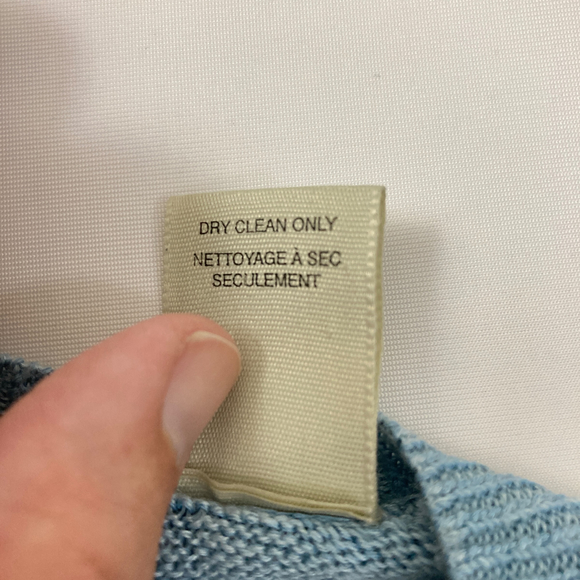 DRY CLEAN ONLY
NETTOYAGE À SEC
SECULEMENT